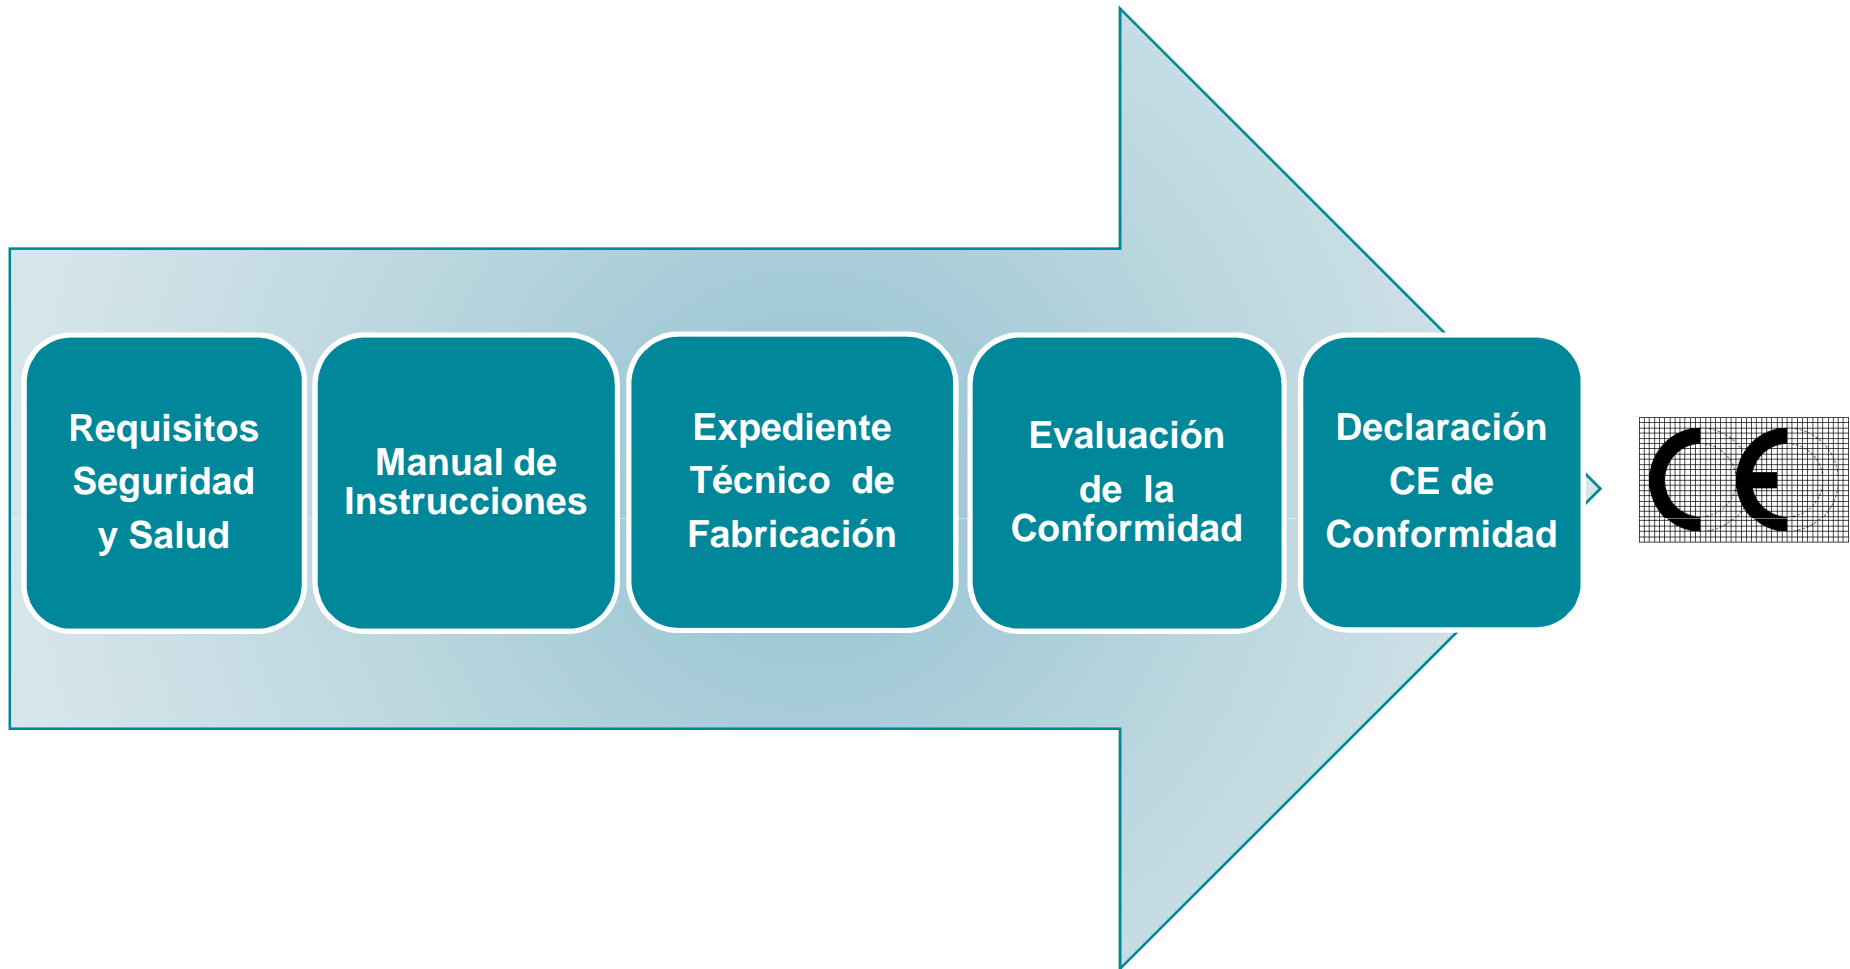 Requisitos
Seguridad
y Salud
Manual de
Instrucciones
Expediente
Técnico de
Fabricación
Evaluación
de la
Conformidad
Declaración
CE de
Conformidad
CE